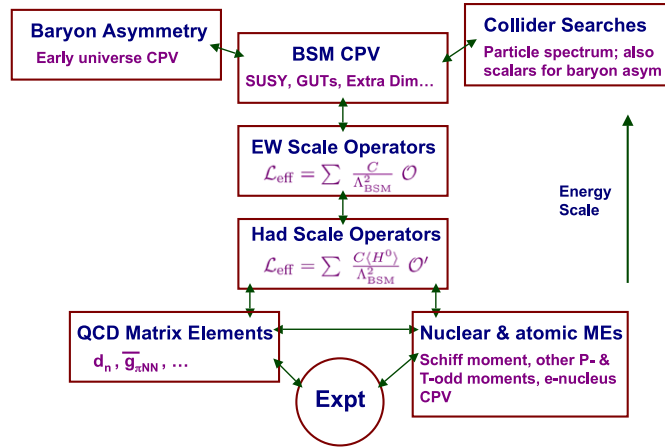 Baryon Asymmetry
Early universe CPV
BSM CPV
SUSY, GUTs, Extra Dim…
Collider Searches
Particle spectrum; also
scalars for baryon asym
EW Scale Operators
𝓛_eff = ∑ C/Λ²_BSM 𝒪
Energy
Scale
Had Scale Operators
𝓛_eff = ∑ C⟨H⁰⟩/Λ²_BSM 𝒪′
QCD Matrix Elements
dₙ , g̅_πNN , …
Nuclear & atomic MEs
Schiff moment, other P- &
T-odd moments, e-nucleus
CPV
Expt